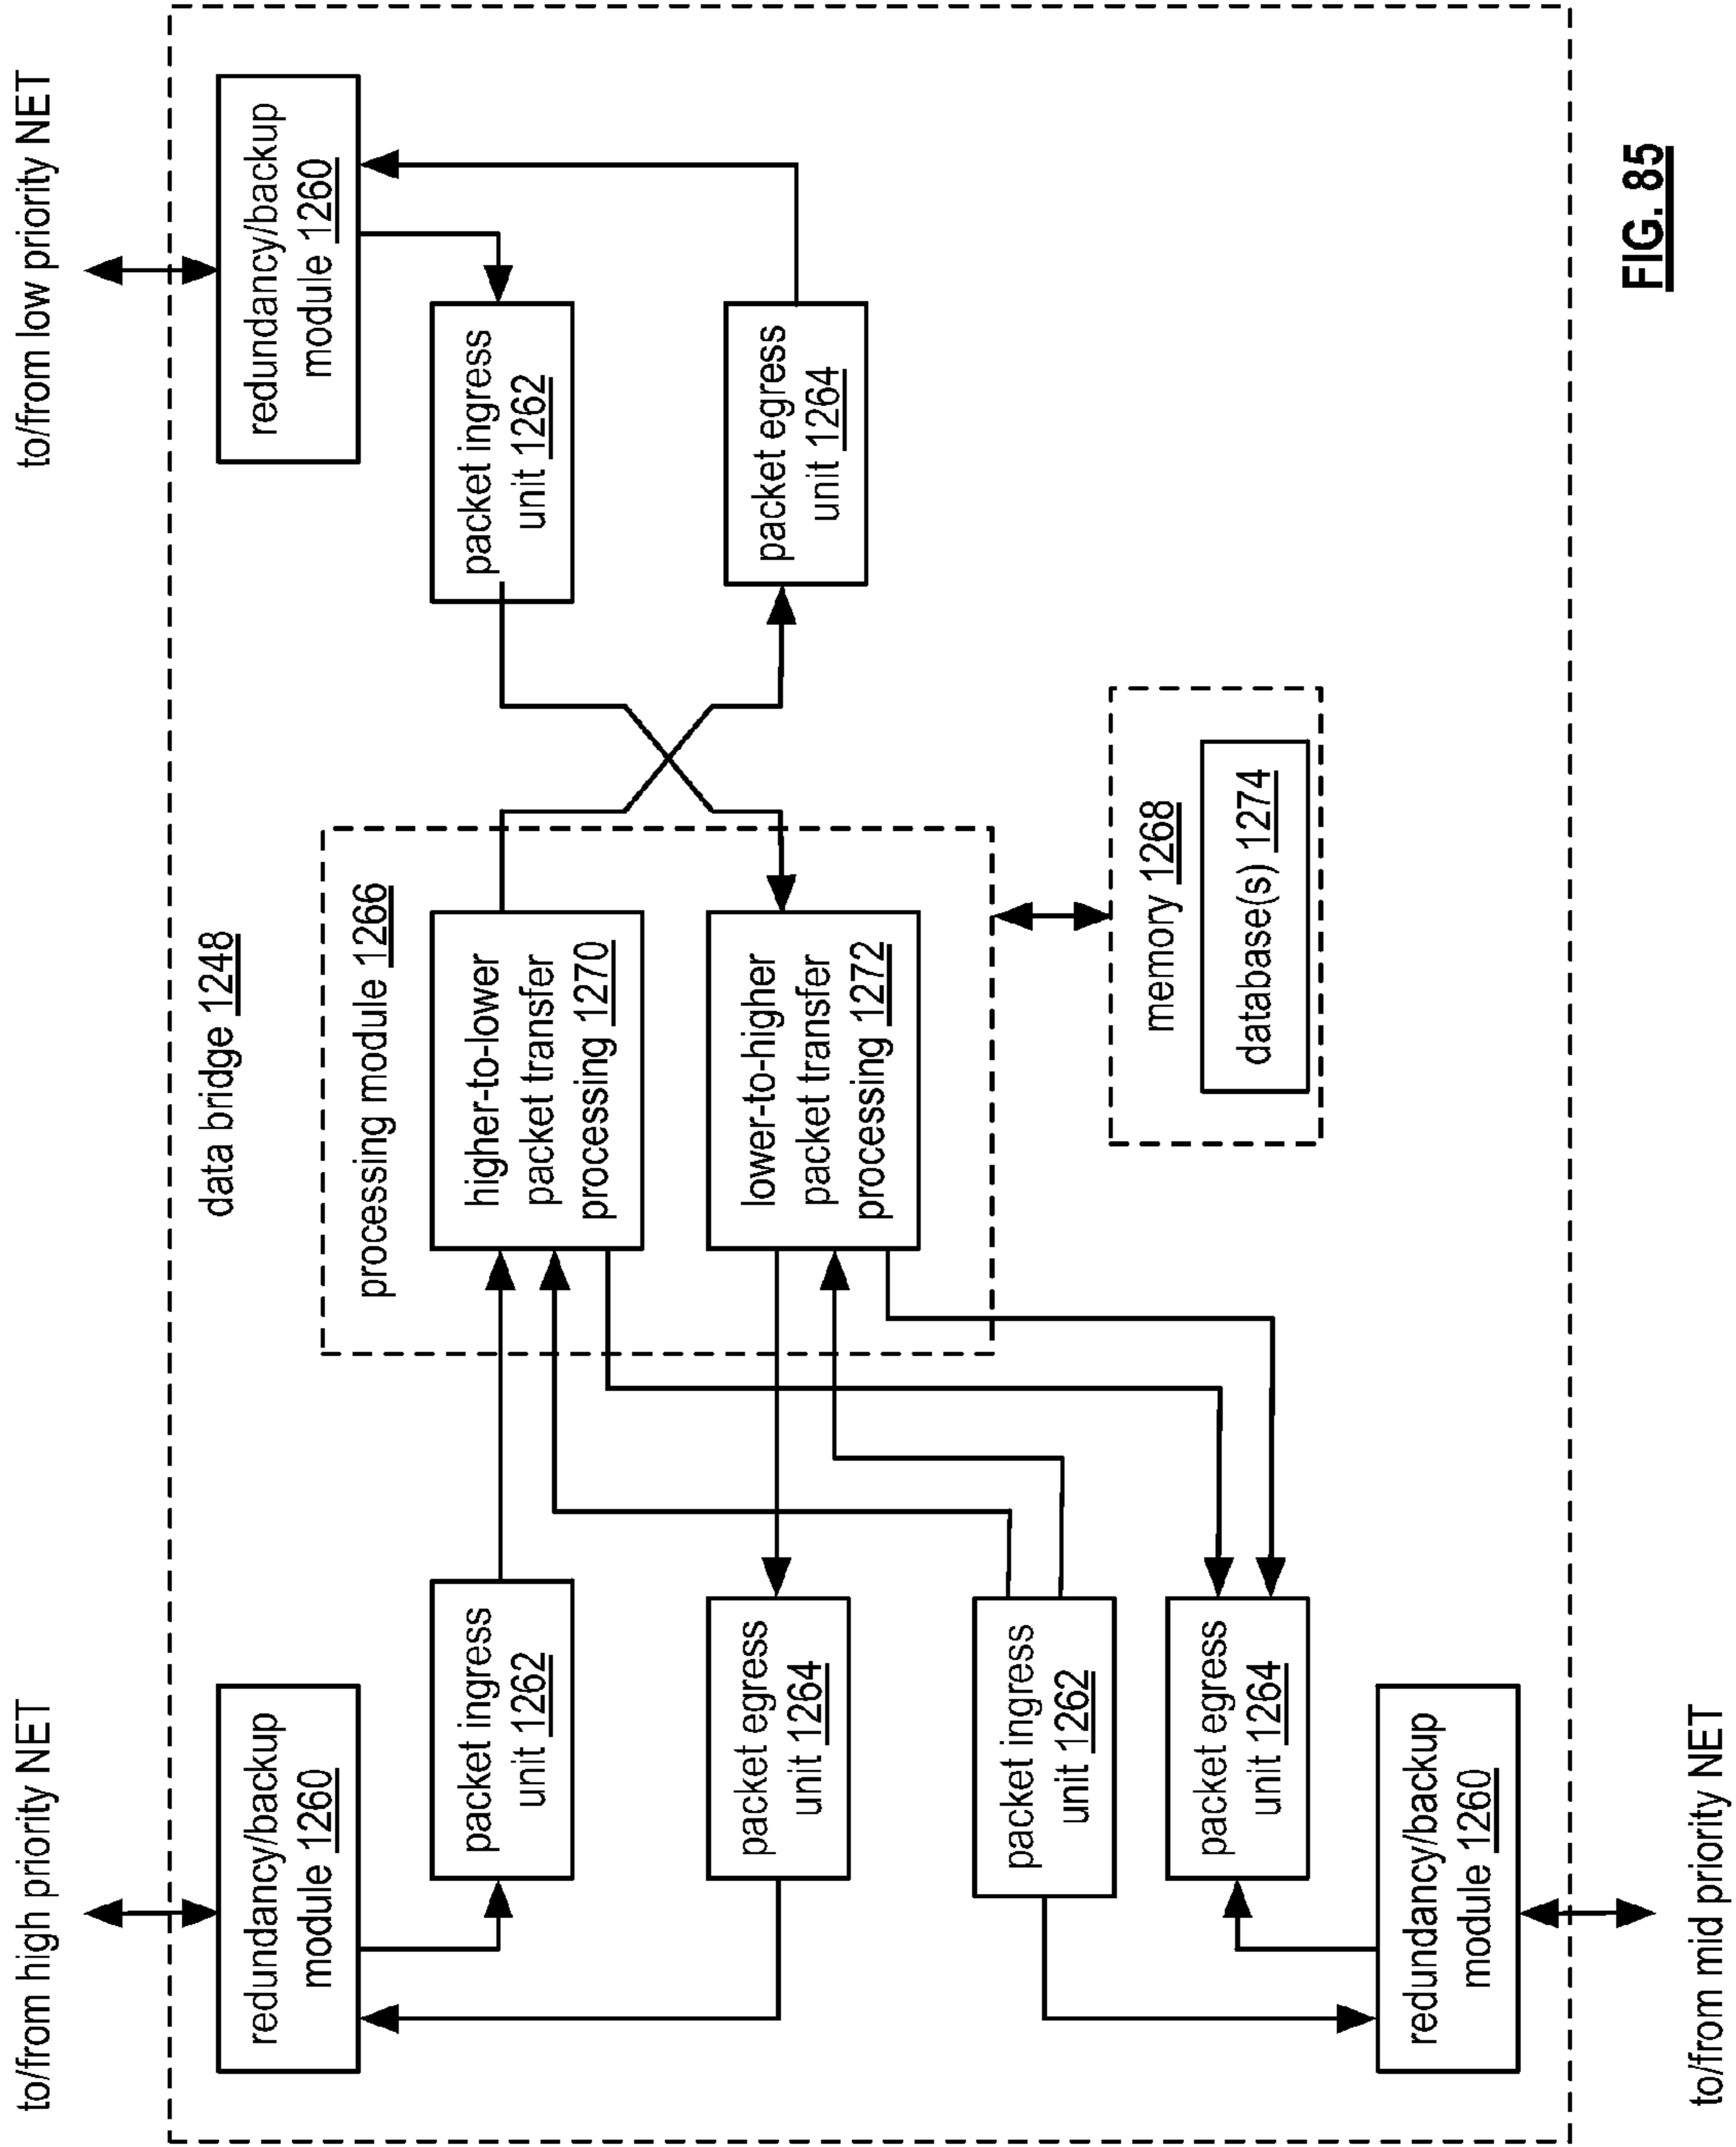 to/from high priority NET
to/from low priority NET
data bridge 1248
redundancy/backup
module 1260
processing module 1266
redundancy/backup
module 1260
packet ingress
unit 1262
higher-to-lower
packet transfer
processing 1270
packet ingress
unit 1262
packet egress
unit 1264
lower-to-higher
packet transfer
processing 1272
packet egress
unit 1264
packet ingress
unit 1262
memory 1268
database(s) 1274
packet egress
unit 1264
redundancy/backup
module 1260
to/from mid priority NET
FIG. 85